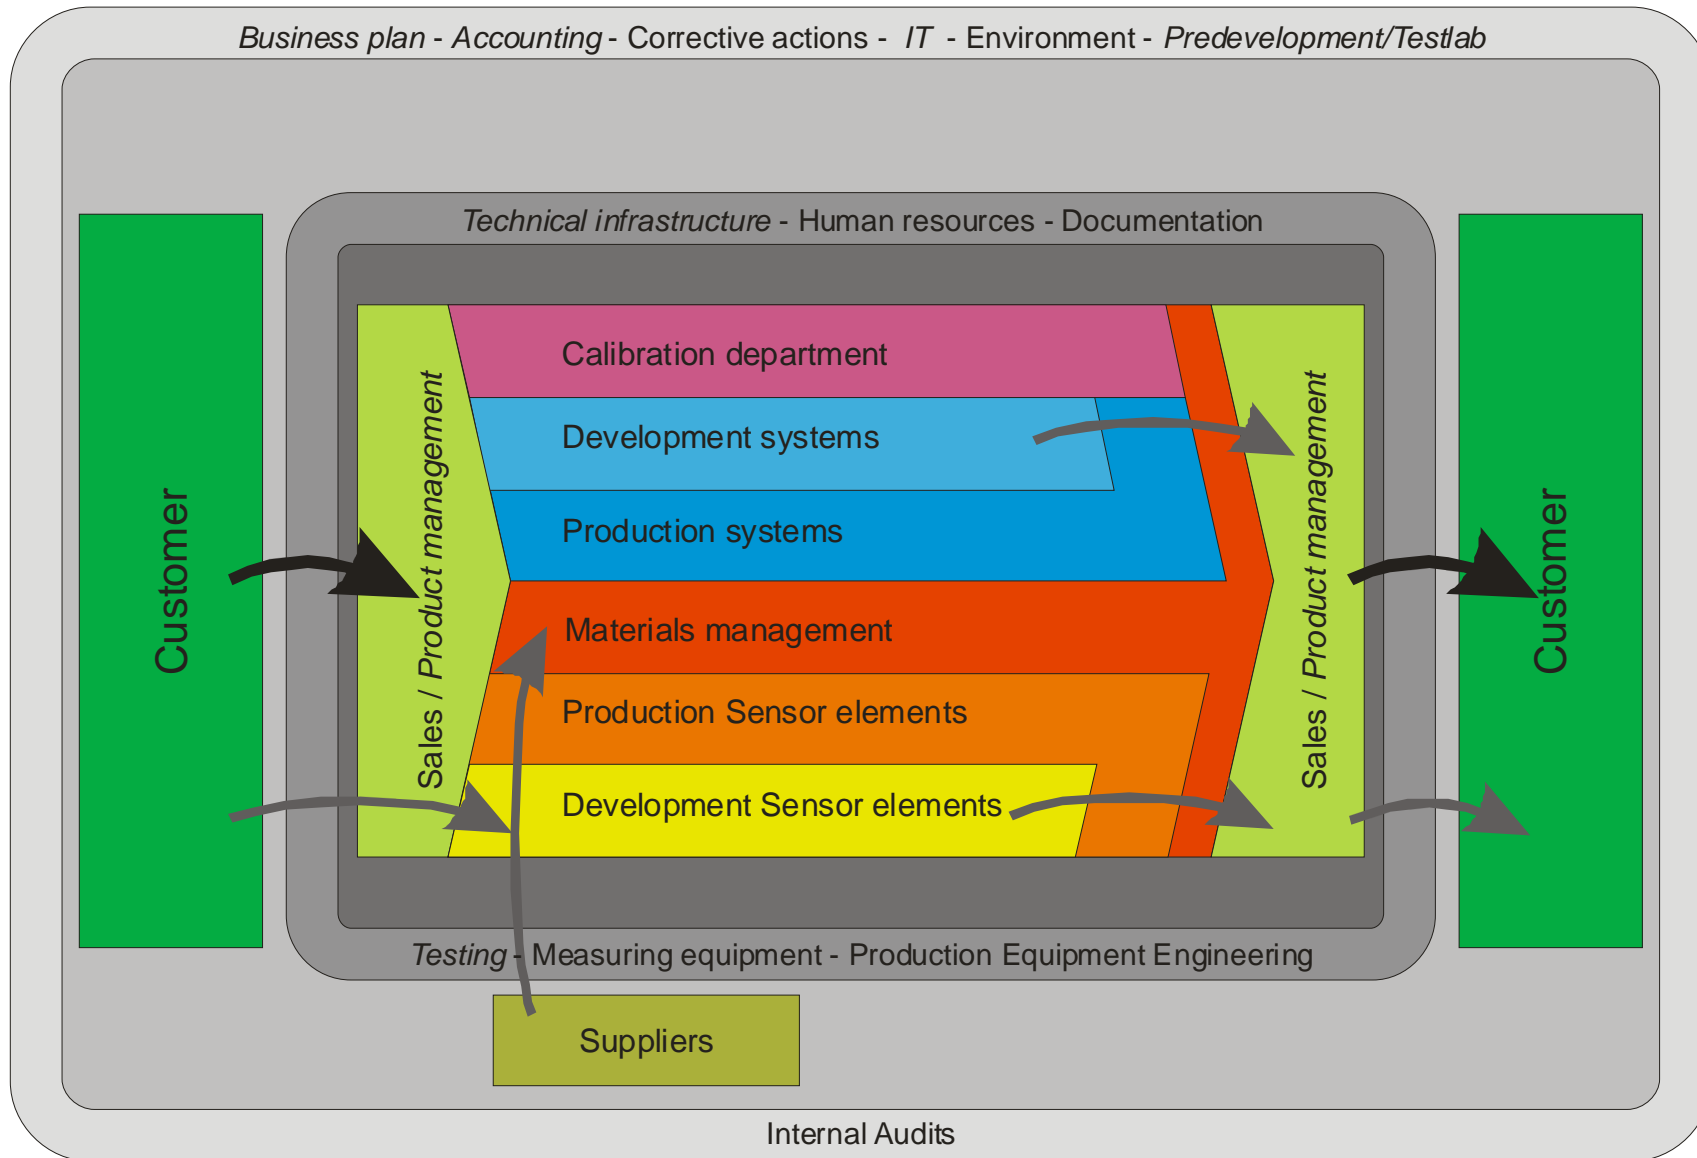 Business plan - Accounting - Corrective actions - IT - Environment - Predevelopment/Testlab
Technical infrastructure - Human resources - Documentation
Customer
Sales / Product management
Calibration department
Development systems
Production systems
Materials management
Production Sensor elements
Development Sensor elements
Sales / Product management
Customer
Testing - Measuring equipment - Production Equipment Engineering
Suppliers
Internal Audits